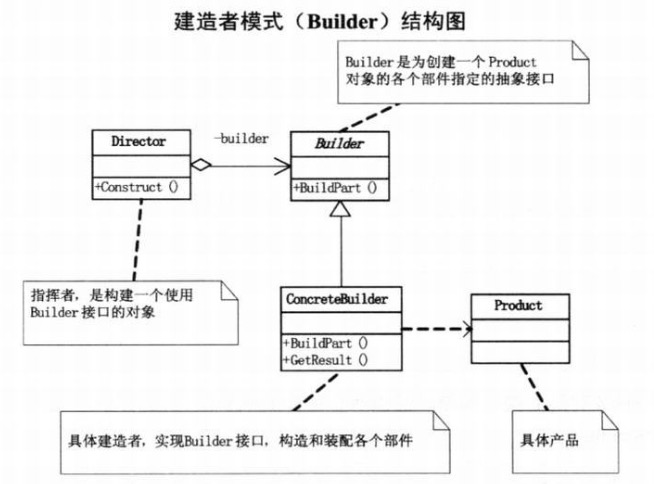 建造者模式（Builder）结构图
Builder是为创建一个Product
对象的各个部件指定的抽象接口
Director
-builder
Builder
+Construct()
+BuildPart()
指挥者，是构建一个使用
Builder接口的对象
ConcreteBuilder
Product
+BuildPart()
+GetResult()
具体建造者，实现Builder接口，构造和装配各个部件
具体产品